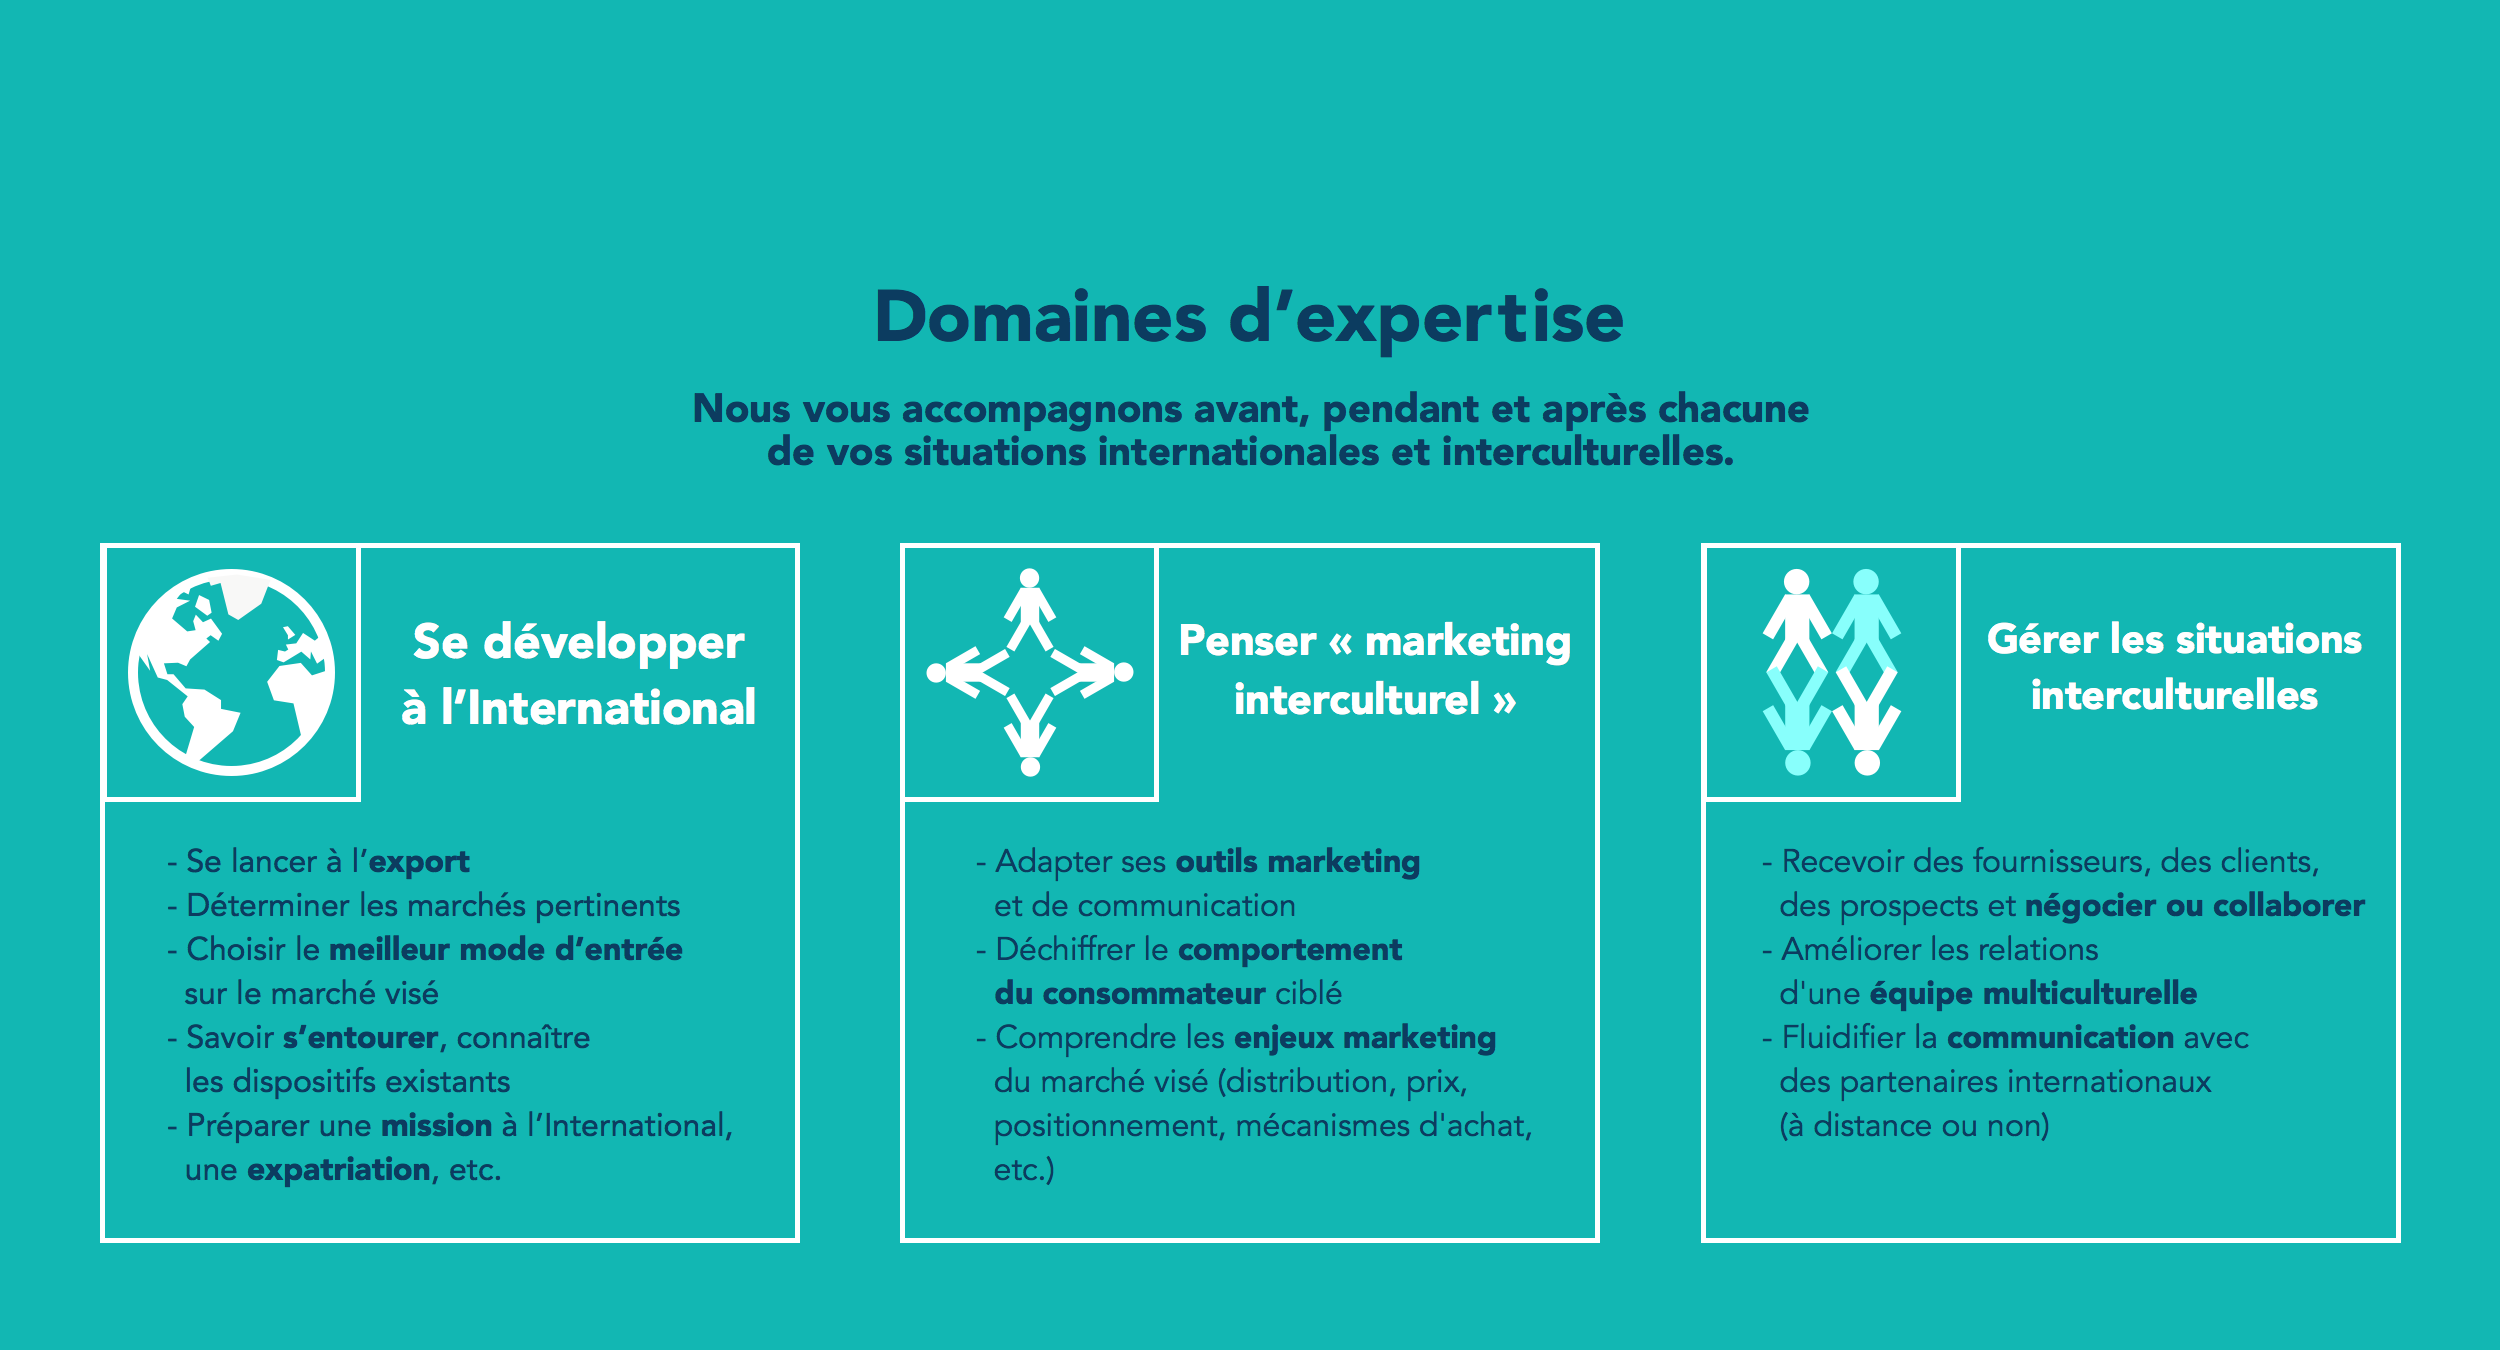 Domaines d’expertise
Nous vous accompagnons avant, pendant et après chacune
de vos situations internationales et interculturelles.
Se développer
à l’International
- Se lancer à l’export
- Déterminer les marchés pertinents
- Choisir le meilleur mode d’entrée
sur le marché visé
- Savoir s’entourer, connaître
les dispositifs existants
- Préparer une mission à l’International,
une expatriation, etc.
Penser « marketing
interculturel »
- Adapter ses outils marketing
et de communication
- Déchiffrer le comportement
du consommateur ciblé
- Comprendre les enjeux marketing
du marché visé (distribution, prix,
positionnement, mécanismes d'achat,
etc.)
Gérer les situations
interculturelles
- Recevoir des fournisseurs, des clients,
des prospects et négocier ou collaborer
- Améliorer les relations
d'une équipe multiculturelle
- Fluidifier la communication avec
des partenaires internationaux
(à distance ou non)